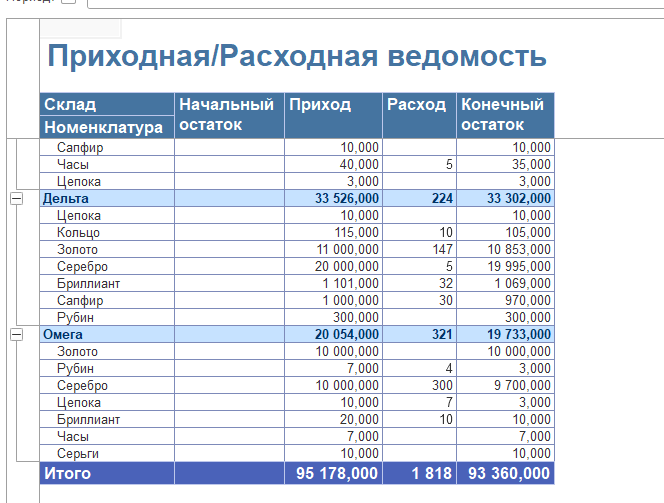 Приходная/Расходная ведомость
Склад Начальный остаток Приход Расход Конечный остаток
Номенклатура
Сапфир 10,000 10,000
Часы 40,000 5 35,000
Цепока 3,000 3,000
Дельта 33 526,000 224 33 302,000
Цепока 10,000 10,000
Кольцо 115,000 10 105,000
Золото 11 000,000 147 10 853,000
Серебро 20 000,000 5 19 995,000
Бриллиант 1 101,000 32 1 069,000
Сапфир 1 000,000 30 970,000
Рубин 300,000 300,000
Омега 20 054,000 321 19 733,000
Золото 10 000,000 10 000,000
Рубин 7,000 4 3,000
Серебро 10 000,000 300 9 700,000
Цепока 10,000 7 3,000
Бриллиант 20,000 10 10,000
Часы 7,000 7,000
Серьги 10,000 10,000
Итого 95 178,000 1 818 93 360,000